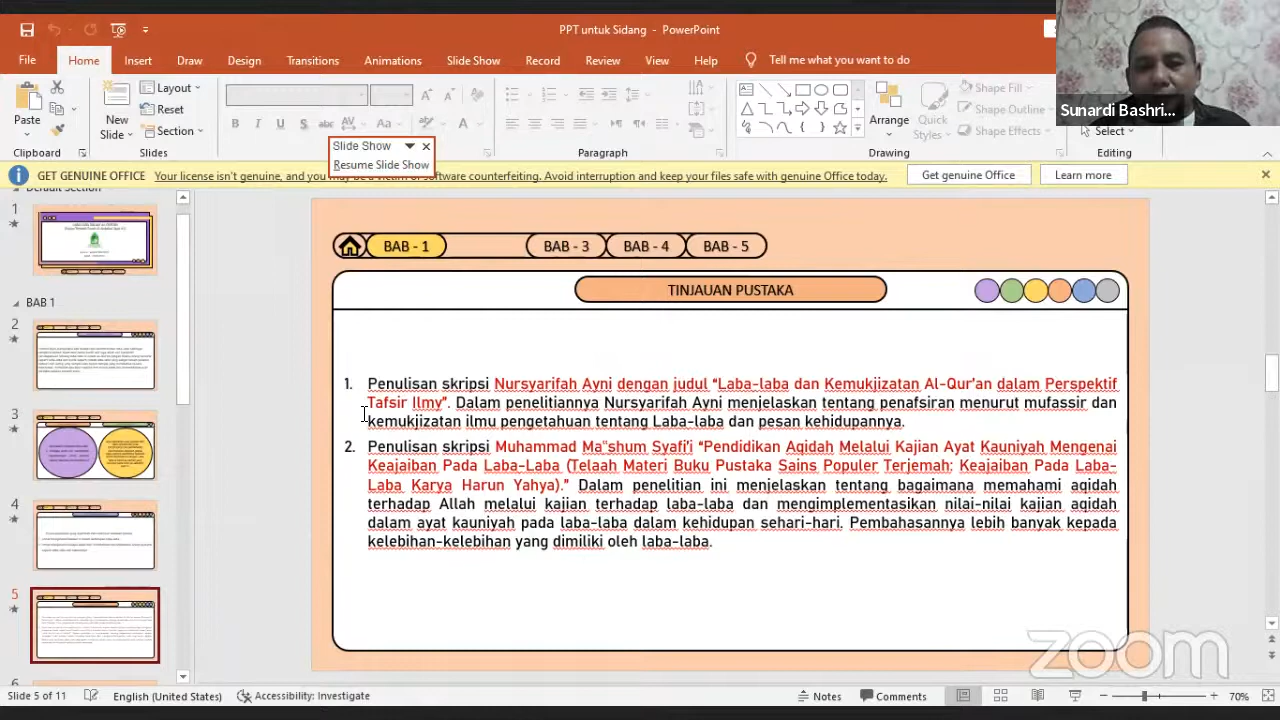 PPT untuk Sidang - PowerPoint
File Home Insert Draw Design Transitions Animations Slide Show Record Review View Help Tell me what you want to do
Paste
New Slide
Layout
Reset
Section
Arrange
Quick Styles
Shape Fill
Shape Outline
Shape Effects
Select
Clipboard Slides Paragraph Drawing Editing
Slide Show
Resume Slide Show
Sunardi Bashri...
GET GENUINE OFFICE Your license isn't genuine, and you may be a victim of software counterfeiting. Avoid interruption and keep your files safe with genuine Office today. Get genuine Office Learn more
Default Section
1
BAB 1
2
3
4
5
6
BAB - 1 BAB - 3 BAB - 4 BAB - 5
TINJAUAN PUSTAKA
1. Penulisan skripsi Nursyarifah Ayni dengan judul "Laba-laba dan Kemukjizatan Al-Qur'an dalam Perspektif
Tafsir Ilmy". Dalam penelitiannya Nursyarifah Ayni menjelaskan tentang penafsiran menurut mufassir dan
kemukjizatan ilmu pengetahuan tentang Laba-laba dan pesan kehidupannya.
2. Penulisan skripsi Muhammad Ma"shum Syafi'i "Pendidikan Aqidah Melalui Kajian Ayat Kauniyah Mengenai
Keajaiban Pada Laba-Laba (Telaah Materi Buku Pustaka Sains Populer Terjemah: Keajaiban Pada Laba-
Laba Karya Harun Yahya)." Dalam penelitian ini menjelaskan tentang bagaimana memahami aqidah
terhadap Allah melalui kajian terhadap laba-laba dan mengimplementasikan nilai-nilai kajian aqidah
dalam ayat kauniyah pada laba-laba dalam kehidupan sehari-hari. Pembahasannya lebih banyak kepada
kelebihan-kelebihan yang dimiliki oleh laba-laba.
zoom
Slide 5 of 11 English (United States) Accessibility: Investigate Notes Comments 70%